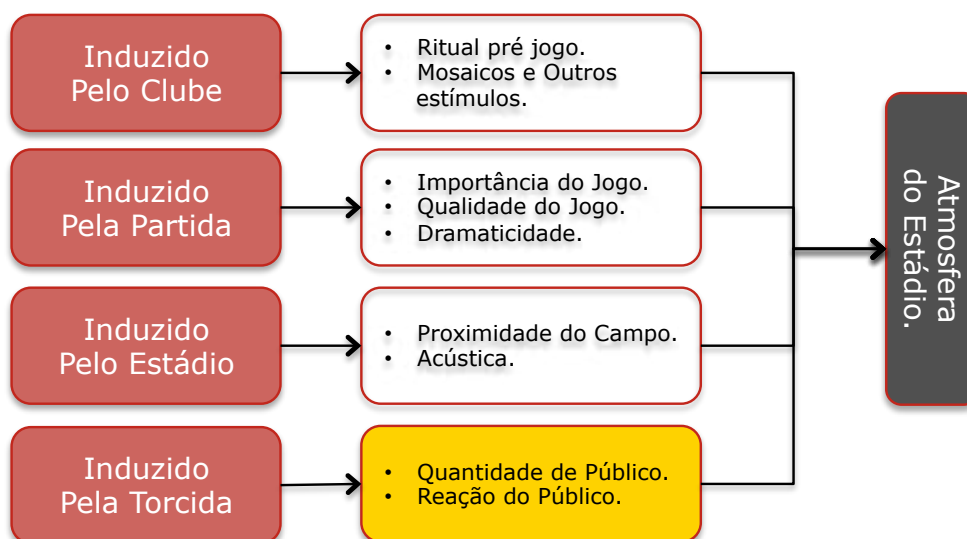 Induzido
Pelo Clube
• Ritual pré jogo.
• Mosaicos e Outros
estímulos.
Induzido
Pela Partida
• Importância do Jogo.
• Qualidade do Jogo.
• Dramaticidade.
Induzido
Pelo Estádio
• Proximidade do Campo.
• Acústica.
Induzido
Pela Torcida
• Quantidade de Público.
• Reação do Público.
Atmosfera
do Estádio.